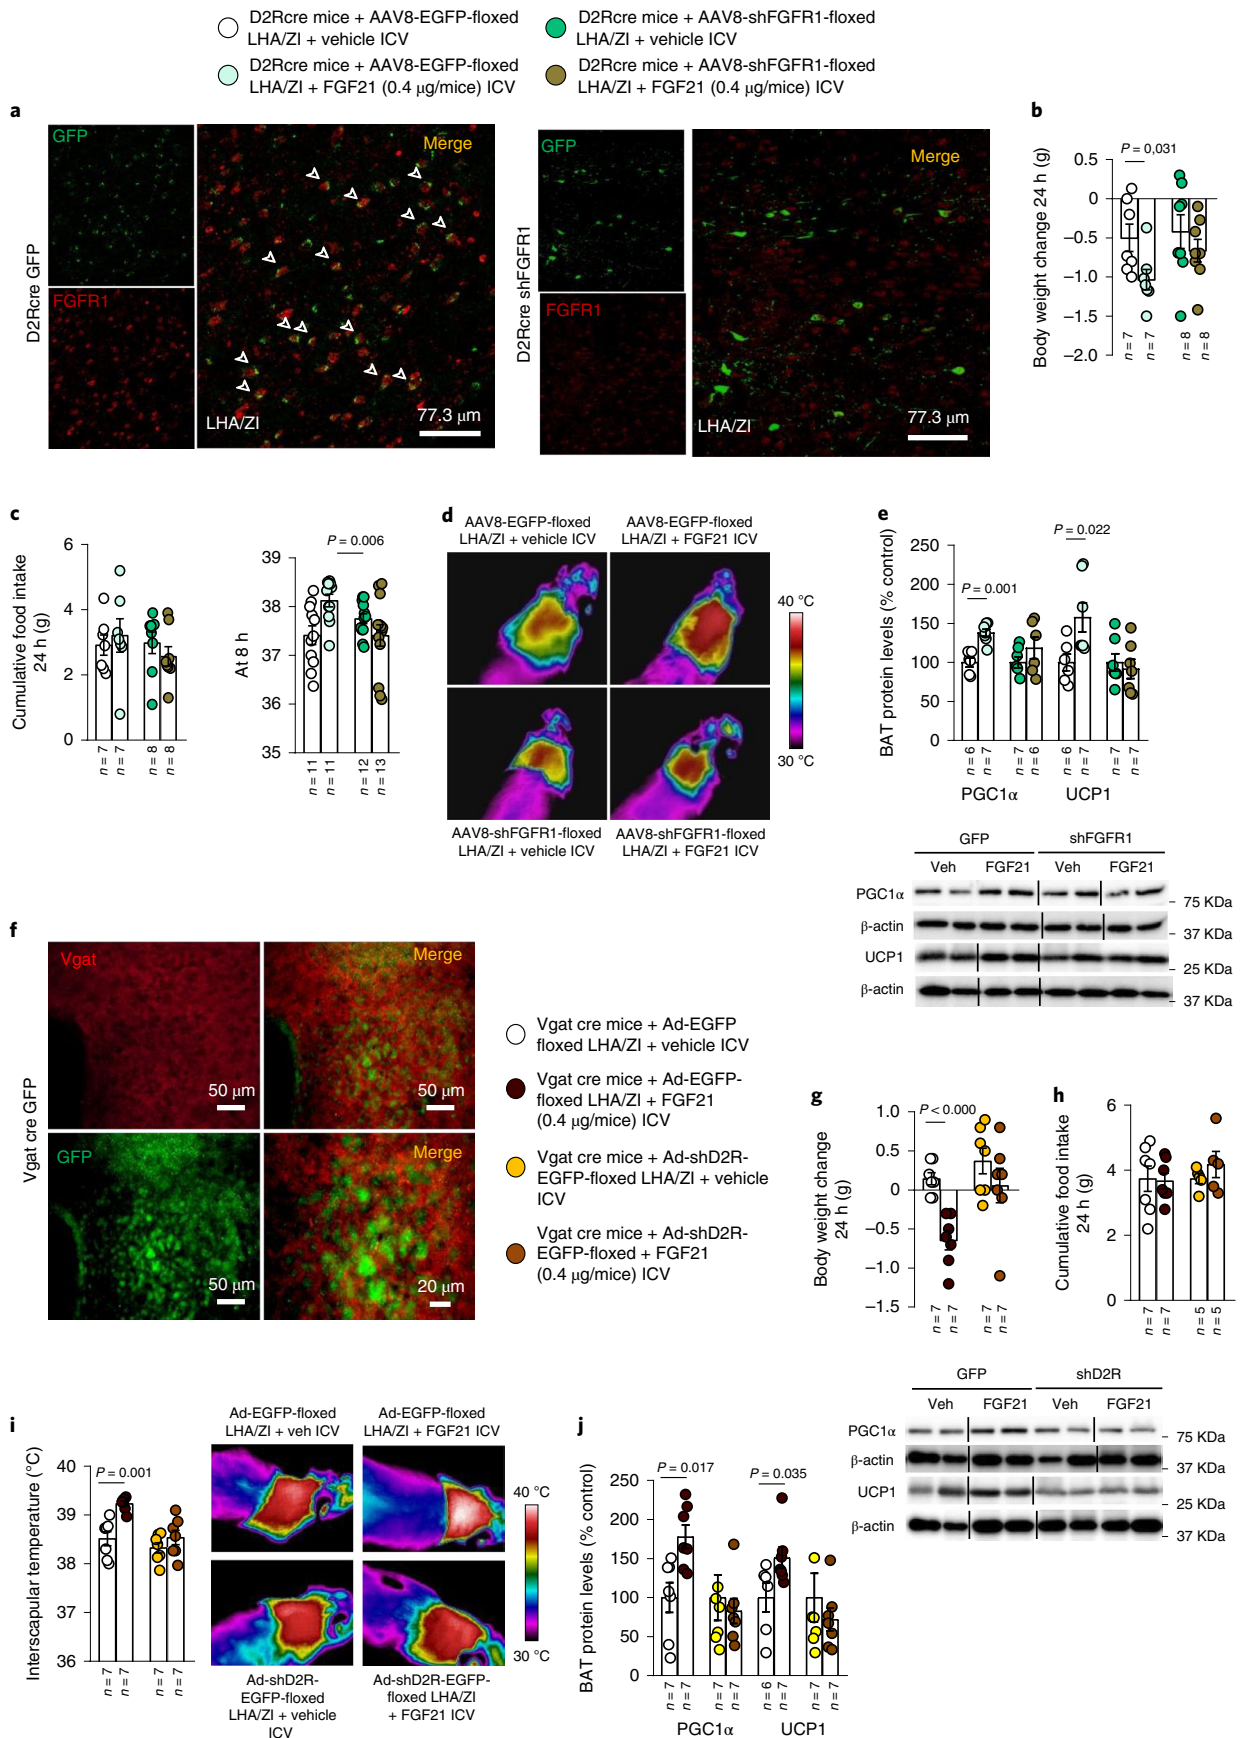 D2Rcre mice + AAV8-EGFP-floxed
LHA/ZI + vehicle ICV
D2Rcre mice + AAV8-shFGFR1-floxed
LHA/ZI + vehicle ICV
D2Rcre mice + AAV8-EGFP-floxed
LHA/ZI + FGF21 (0.4 μg/mice) ICV
D2Rcre mice + AAV8-shFGFR1-floxed
LHA/ZI + FGF21 (0.4 μg/mice) ICV
a
D2Rcre GFP
GFP
FGFR1
Merge
LHA/ZI
77.3 μm
D2Rcre shFGFR1
GFP
FGFR1
Merge
LHA/ZI
77.3 μm
b
P = 0,031
Body weight change 24 h (g)
0.5
0
−0.5
−1.0
−1.5
−2.0
n = 7
n = 7
n = 8
n = 8
c
Cumulative food intake
24 h (g)
6
4
2
0
n = 7
n = 7
n = 8
n = 8
P = 0.006
At 8 h
39
38
37
36
35
n = 11
n = 11
n = 12
n = 13
d
AAV8-EGFP-floxed
LHA/ZI + vehicle ICV
AAV8-EGFP-floxed
LHA/ZI + FGF21 ICV
40 °C
30 °C
AAV8-shFGFR1-floxed
LHA/ZI + vehicle ICV
AAV8-shFGFR1-floxed
LHA/ZI + FGF21 ICV
e
BAT protein levels (% control)
250
200
150
100
50
0
P = 0.001
P = 0.022
n = 6
n = 7
n = 7
n = 6
n = 6
n = 7
n = 7
n = 7
PGC1α
UCP1
GFP
shFGFR1
Veh
FGF21
Veh
FGF21
PGC1α
75 KDa
β-actin
37 KDa
UCP1
25 KDa
β-actin
37 KDa
f
Vgat cre GFP
Vgat
50 μm
Merge
50 μm
GFP
50 μm
Merge
20 μm
Vgat cre mice + Ad-EGFP
floxed LHA/ZI + vehicle ICV
Vgat cre mice + Ad-EGFP-
floxed LHA/ZI + FGF21
(0.4 μg/mice) ICV
Vgat cre mice + Ad-shD2R-
EGFP-floxed LHA/ZI + vehicle
ICV
Vgat cre mice + Ad-shD2R-
EGFP-floxed + FGF21
(0.4 μg/mice) ICV
g
Body weight change
24 h (g)
P < 0.000
1.0
0.5
0
−0.5
−1.0
−1.5
n = 7
n = 7
n = 7
n = 7
h
Cumulative food intake
24 h (g)
6
4
2
0
n = 7
n = 7
n = 5
n = 5
i
Interscapular temperature (°C)
40
39
38
37
36
P = 0.001
n = 7
n = 7
n = 7
n = 7
Ad-EGFP-floxed
LHA/ZI + veh ICV
Ad-EGFP-floxed
LHA/ZI + FGF21 ICV
40 °C
30 °C
Ad-shD2R-
EGFP-floxed
LHA/ZI + vehicle
ICV
Ad-shD2R-EGFP-
floxed LHA/ZI
+ FGF21 ICV
j
BAT protein levels (% control)
250
200
150
100
50
0
P = 0.017
P = 0.035
n = 7
n = 7
n = 7
n = 7
n = 6
n = 7
n = 7
n = 7
PGC1α
UCP1
GFP
shD2R
Veh
FGF21
Veh
FGF21
PGC1α
75 KDa
β-actin
37 KDa
UCP1
25 KDa
β-actin
37 KDa